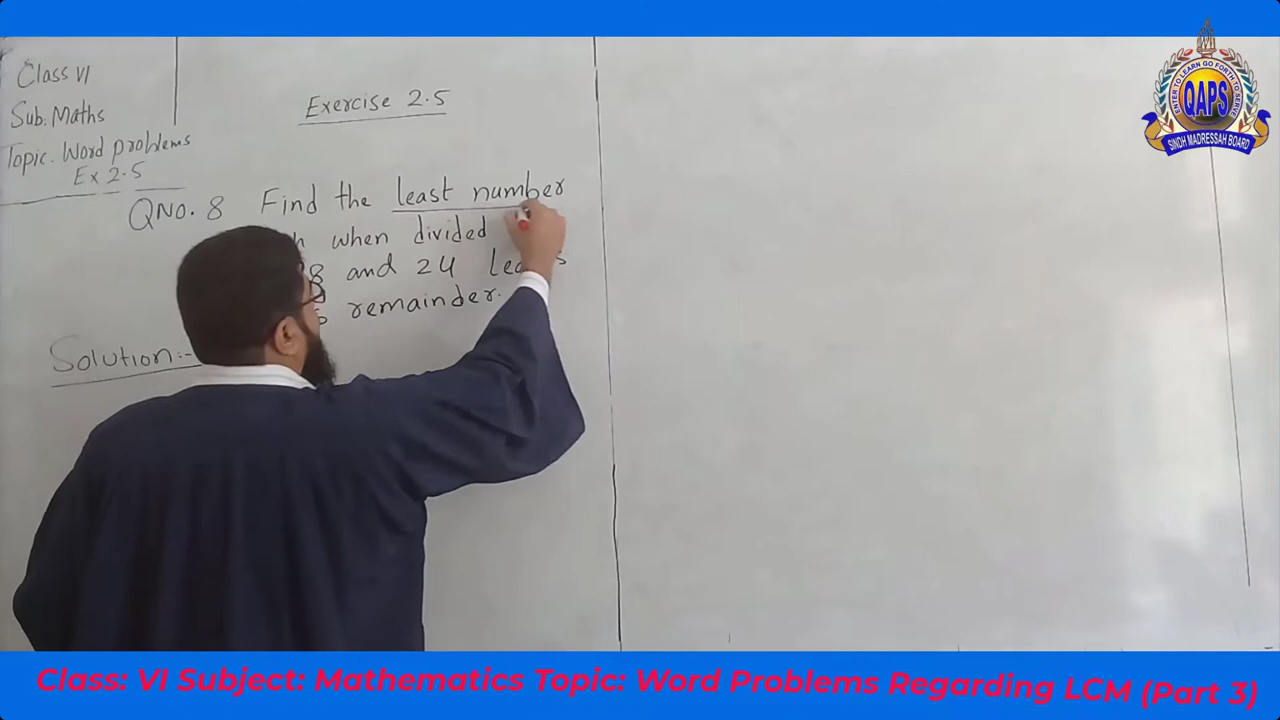 Class VI
Sub. Maths
Topic. Word problems
Ex 2.5
Exercise 2.5
QNO. 8 Find the least number
when divided
and 24
remainder.
Solution:-
ENTER TO LEARN GO FORTH TO SERVE
QAPS
SINDH MADRESSAH BOARD
Class: VI Subject: Mathematics Topic: Word Problems Regarding LCM (Part 3)